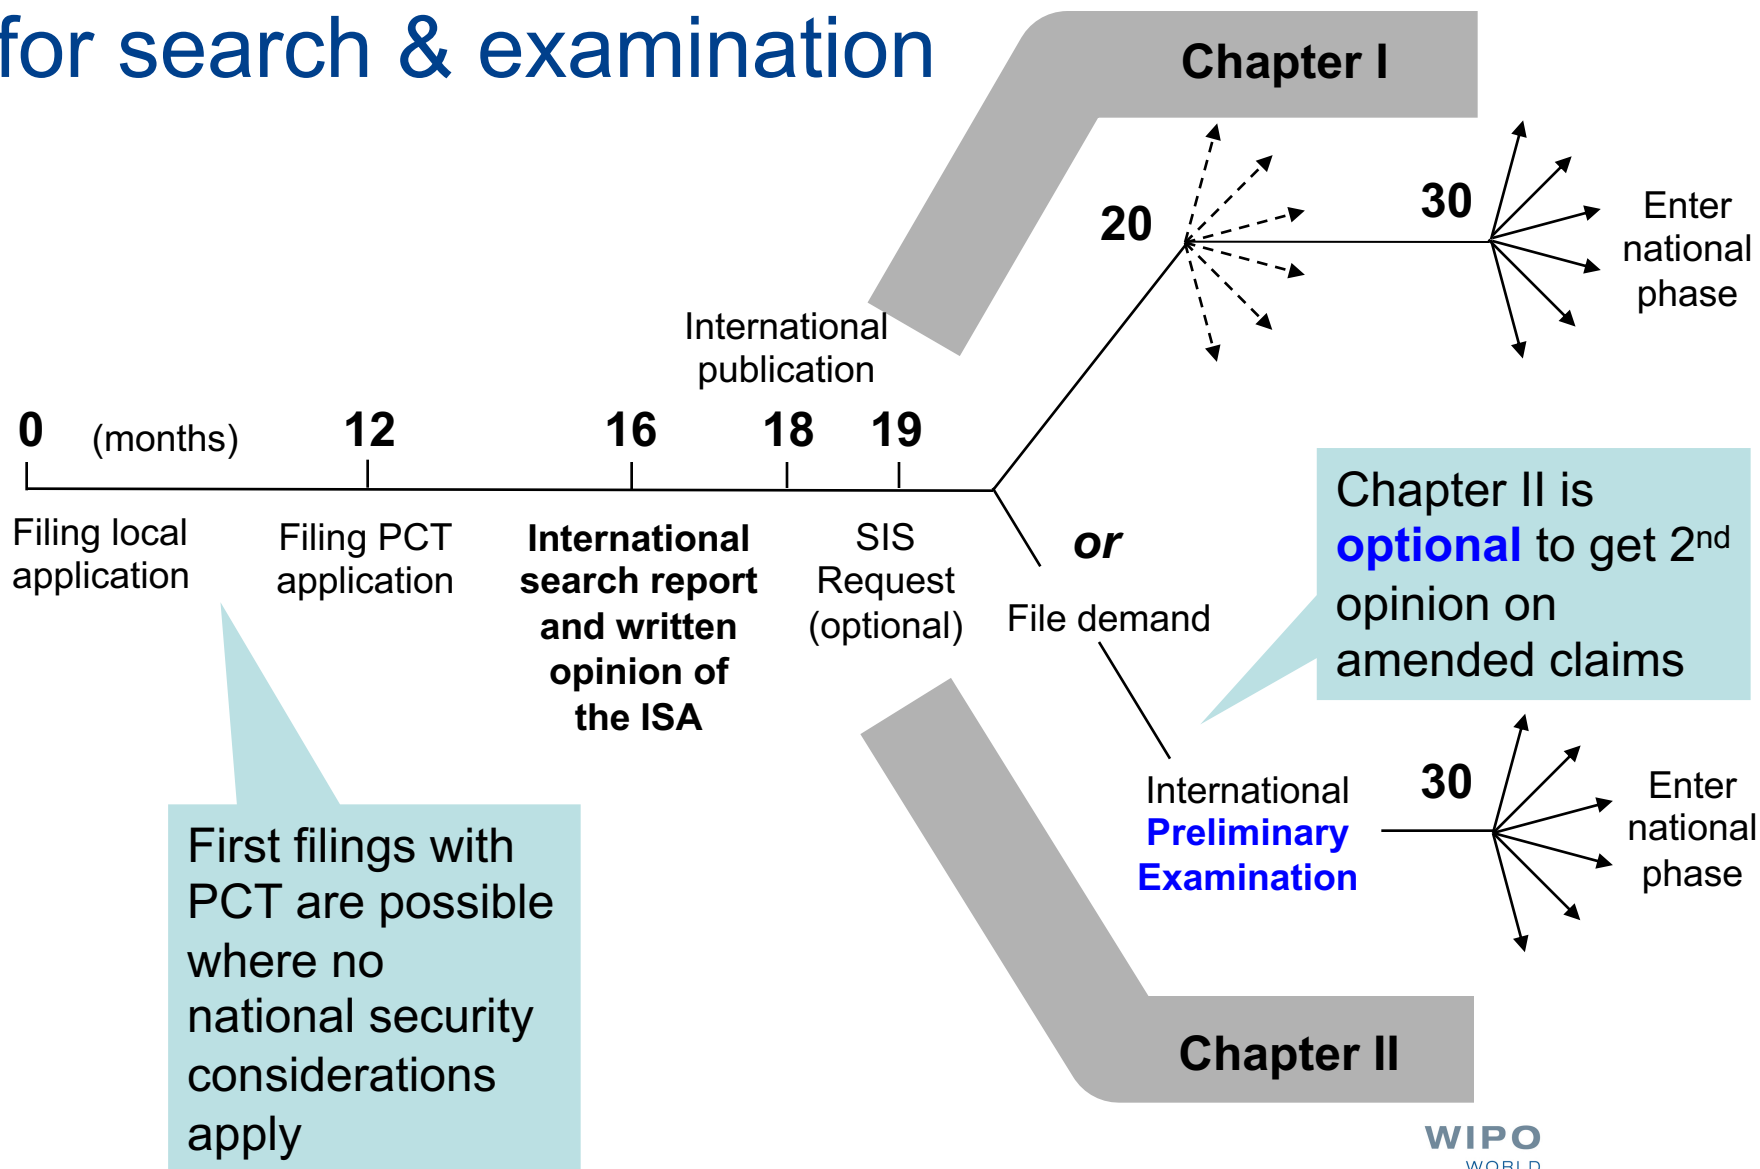 for search & examination
Chapter I
20
30
Enter
national
phase
International
publication
0 (months) 12 16 18 19
Filing local
application
Filing PCT
application
International
search report
and written
opinion of
the ISA
SIS
Request
(optional)
or
File demand
Chapter II is
optional to get 2nd
opinion on
amended claims
International
Preliminary
Examination
30
Enter
national
phase
First filings with
PCT are possible
where no
national security
considerations
apply
Chapter II
WIPO
WORLD